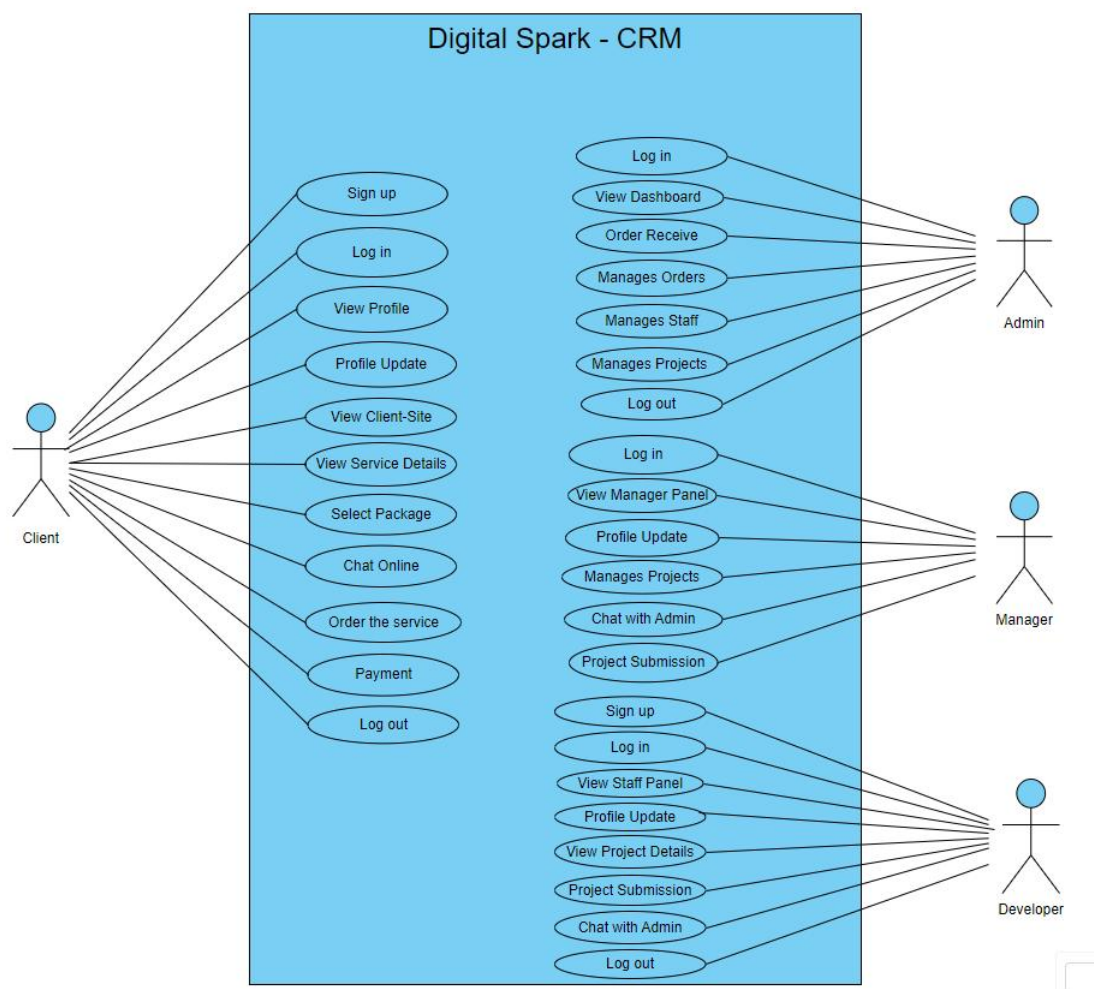 Digital Spark - CRM
Sign up
Log in
View Profile
Profile Update
View Client-Site
View Service Details
Select Package
Chat Online
Order the service
Payment
Log out
Client
Log in
View Dashboard
Order Receive
Manages Orders
Manages Staff
Manages Projects
Log out
Admin
Log in
View Manager Panel
Profile Update
Manages Projects
Chat with Admin
Project Submission
Manager
Sign up
Log in
View Staff Panel
Profile Update
View Project Details
Project Submission
Chat with Admin
Log out
Developer